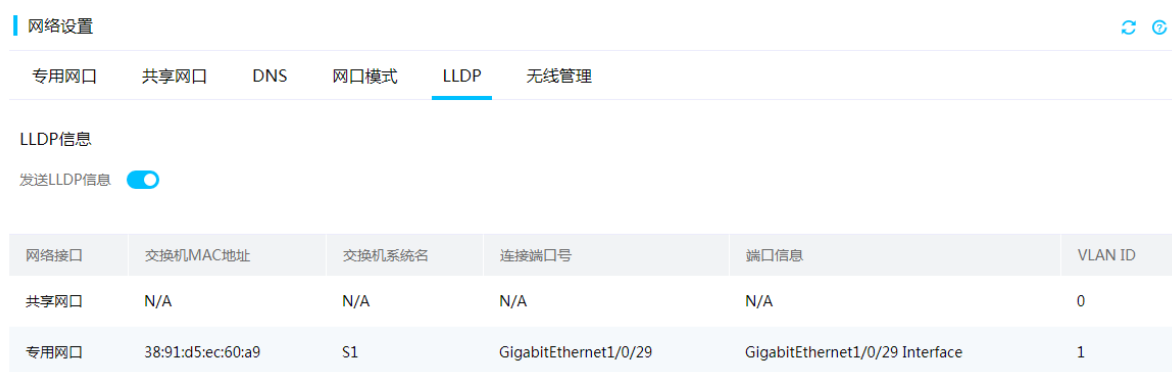 网络设置
专用网口 共享网口 DNS 网口模式 LLDP 无线管理
LLDP信息
发送LLDP信息
网络接口 交换机MAC地址 交换机系统名 连接端口号 端口信息 VLAN ID
共享网口 N/A N/A N/A N/A 0
专用网口 38:91:d5:ec:60:a9 S1 GigabitEthernet1/0/29 GigabitEthernet1/0/29 Interface 1